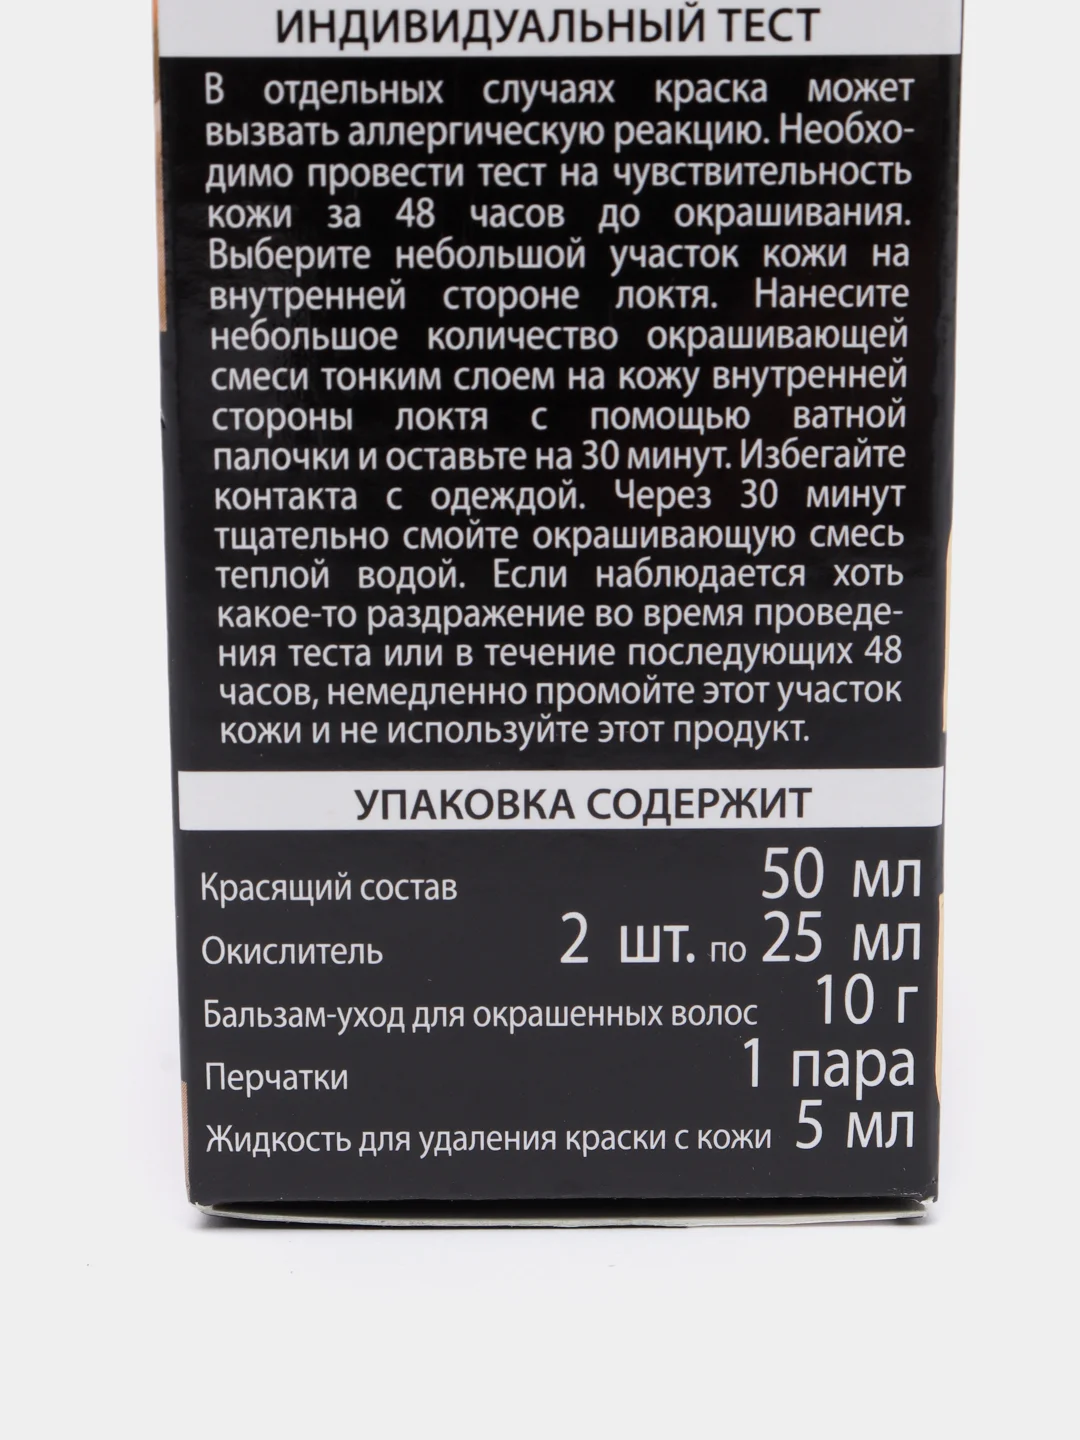 ИНДИВИДУАЛЬНЫЙ ТЕСТ
В отдельных случаях краска может
вызвать аллергическую реакцию. Необхо-
димо провести тест на чувствительность
кожи за 48 часов до окрашивания.
Выберите небольшой участок кожи на
внутренней стороне локтя. Нанесите
небольшое количество окрашивающей
смеси тонким слоем на кожу внутренней
стороны локтя с помощью ватной
палочки и оставьте на 30 минут. Избегайте
контакта с одеждой. Через 30 минут
тщательно смойте окрашивающую смесь
теплой водой. Если наблюдается хоть
какое-то раздражение во время проведе-
ния теста или в течение последующих 48
часов, немедленно промойте этот участок
кожи и не используйте этот продукт.
УПАКОВКА СОДЕРЖИТ
Красящий состав 50 мл
Окислитель 2 шт. по 25 мл
Бальзам-уход для окрашенных волос 10 г
Перчатки 1 пара
Жидкость для удаления краски с кожи 5 мл